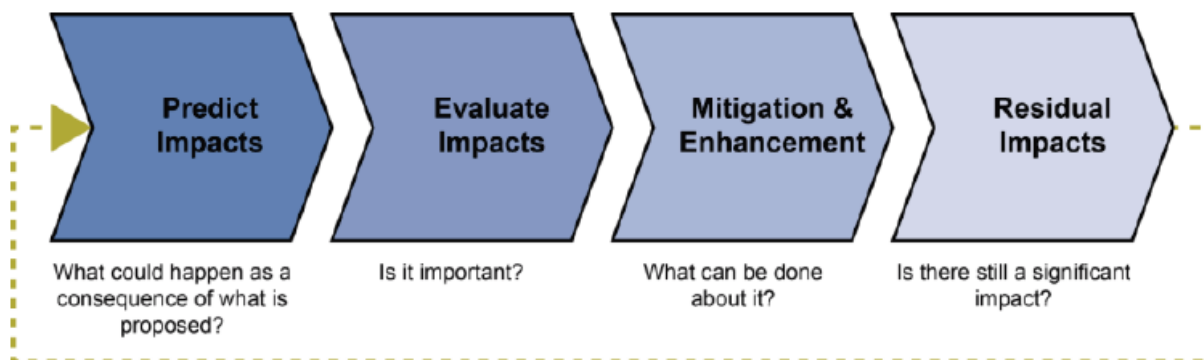 Predict
Impacts
Evaluate
Impacts
Mitigation &
Enhancement
Residual
Impacts
What could happen as a
consequence of what is
proposed?
Is it important?
What can be done
about it?
Is there still a significant
impact?